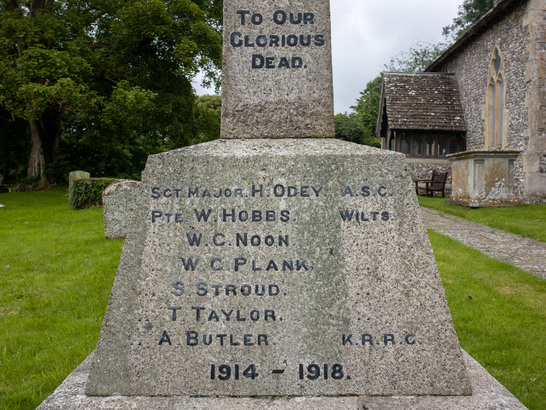 To Our
Glorious
Dead.
Sgt Major. H. Odey. A.S.C.
Pte W. Hobbs. Wilts.
W. C. Noon
W. C. Plank.
S Stroud.
T Taylor.
A Butler K.R.R.C.
1914 - 1918.